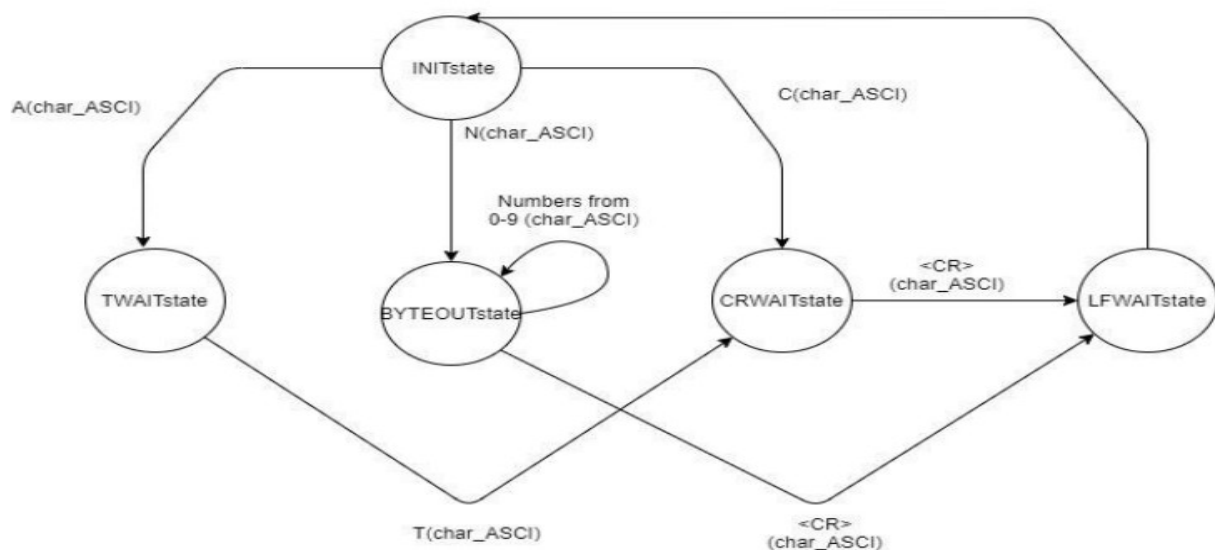 INITstate
A(char_ASCI)
C(char_ASCI)
N(char_ASCI)
Numbers from
0-9 (char_ASCI)
TWAITstate
BYTEOUTstate
CRWAITstate
<CR>
(char_ASCI)
LFWAITstate
T(char_ASCI)
<CR>
(char_ASCI)